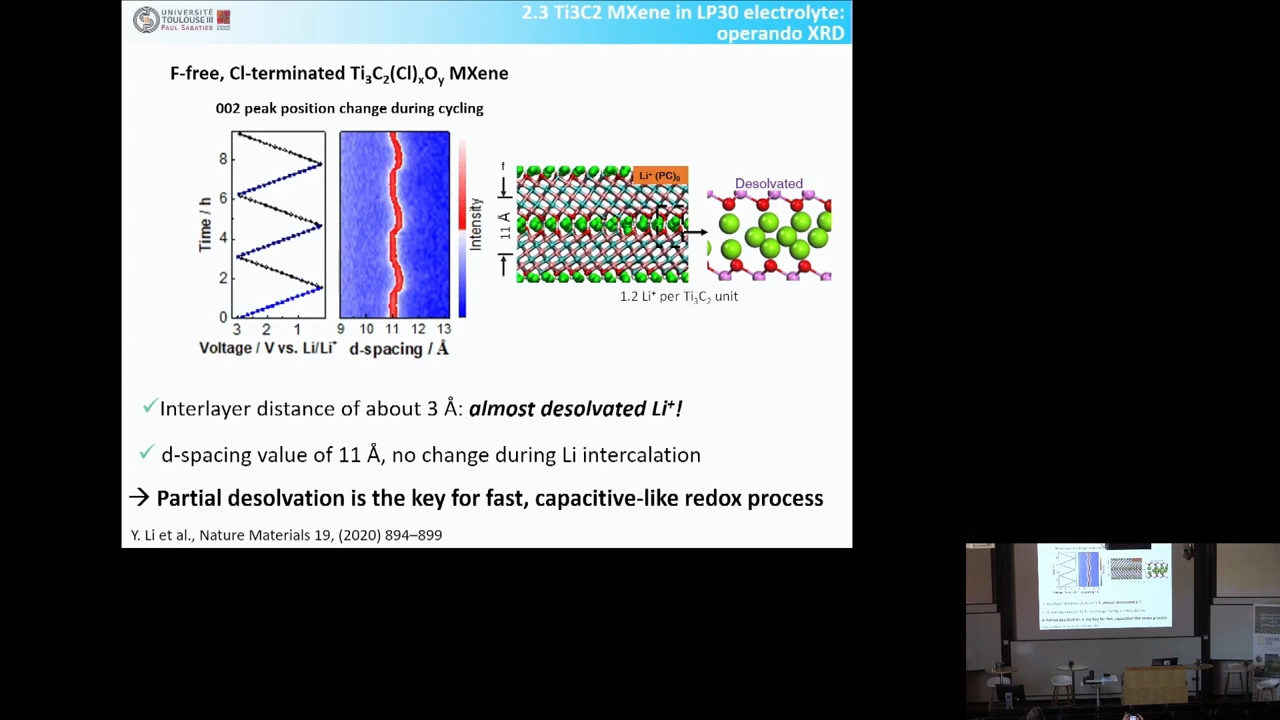 UNIVERSITÉ
TOULOUSE III
PAUL SABATIER
2.3 Ti3C2 MXene in LP30 electrolyte:
operando XRD
F-free, Cl-terminated Ti₃C₂(Cl)ₓOᵧ MXene
002 peak position change during cycling
8
6
4
2
0
Time / h
3 2 1
Voltage / V vs. Li/Li⁺
9 10 11 12 13
d-spacing / Å
Intensity
f
11 Å
Li⁺ (PC)₀
Desolvated
1.2 Li⁺ per Ti₃C₂ unit
✓Interlayer distance of about 3 Å: almost desolvated Li⁺!
✓ d-spacing value of 11 Å, no change during Li intercalation
→ Partial desolvation is the key for fast, capacitive-like redox process
Y. Li et al., Nature Materials 19, (2020) 894–899